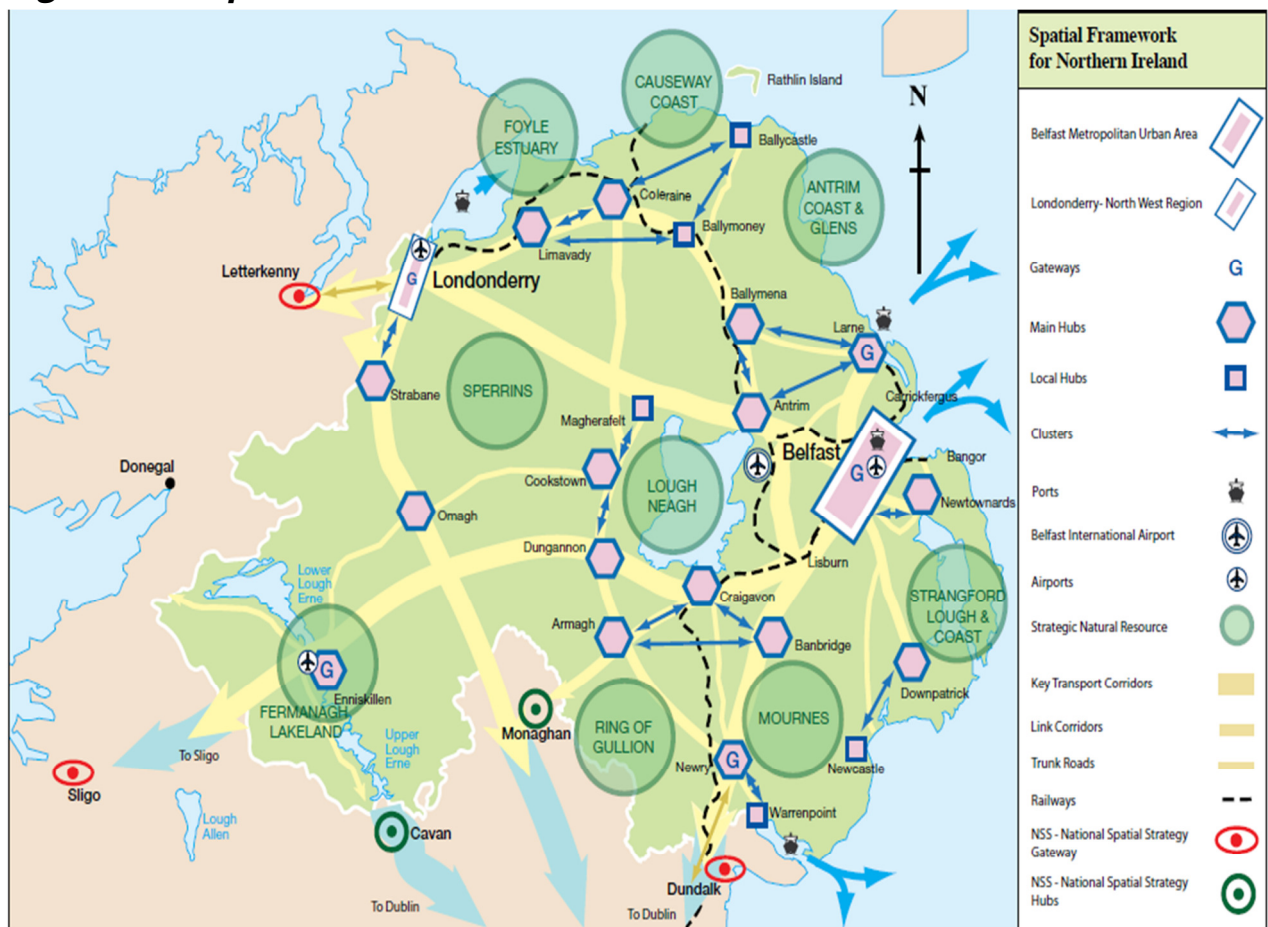 RATHLIN Island
CAUSEWAY
COAST
FOYLE
ESTUARY
Ballycastle
ANTRIM
COAST &
GLENS
Coleraine
Ballymoney
Limavady
Letterkenny
G
Londonderry
Ballymena
Larne
G
Strabane
SPERRINS
Antrim
Carrickfergus
Magherafelt
Belfast
G
Bangor
Donegal
Cookstown
LOUGH
NEAGH
Newtownards
Omagh
Dungannon
Lisburn
Lower
Lough
Erne
Craigavon
STRANGFORD
LOUGH &
COAST
Armagh
Banbridge
G
Enniskillen
FERMANAGH
LAKELAND
Downpatrick
Monaghan
RING OF
GULLION
MOURNES
Upper
Lough
Erne
To Sligo
Newry
G
Newcastle
Sligo
Warrenpoint
Lough
Allen
Cavan
Dundalk
To Dublin
To Dublin
N
Spatial Framework
for Northern Ireland
Belfast Metropolitan Urban Area
Londonderry- North West Region
Gateways
G
Main Hubs
Local Hubs
Clusters
Ports
Belfast International Airport
Airports
Strategic Natural Resource
Key Transport Corridors
Link Corridors
Trunk Roads
Railways
NSS - National Spatial Strategy
Gateway
NSS - National Spatial Strategy
Hubs